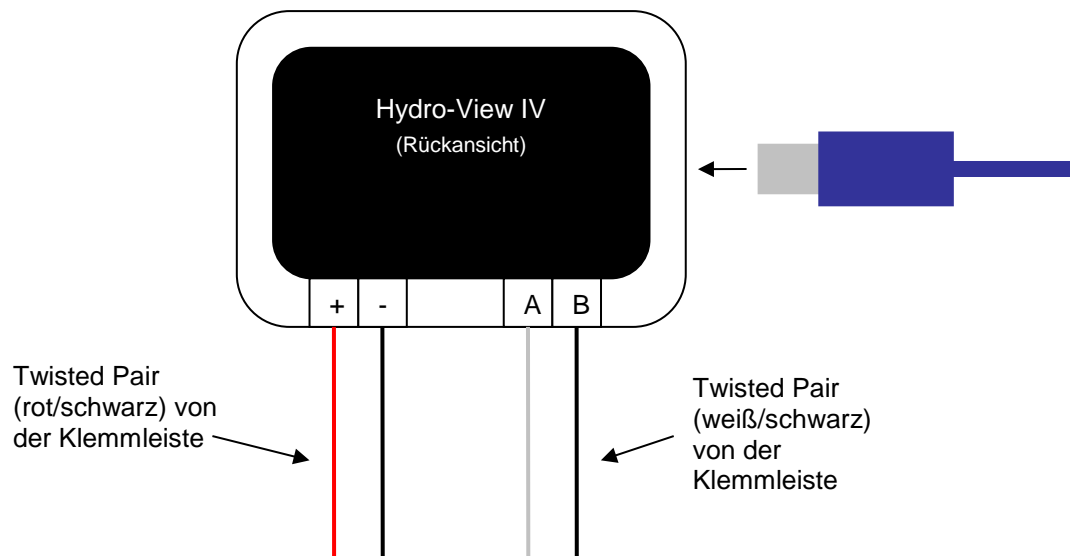 Hydro-View IV
(Rückansicht)
+ - A B
Twisted Pair
(rot/schwarz) von
der Klemmleiste
Twisted Pair
(weiß/schwarz)
von der
Klemmleiste